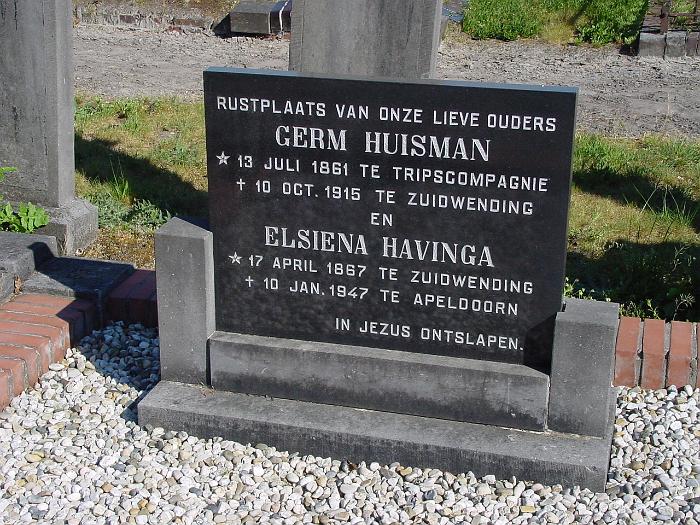 RUSTPLAATS VAN ONZE LIEVE OUDERS
GERM HUISMAN
* 13 JULI 1861 TE TRIPSCOMPAGNIE
+ 10 OCT. 1915 TE ZUIDWENDING
EN
ELSIENA HAVINGA
* 17 APRIL 1867 TE ZUIDWENDING
+ 10 JAN. 1947 TE APELDOORN
IN JEZUS ONTSLAPEN.